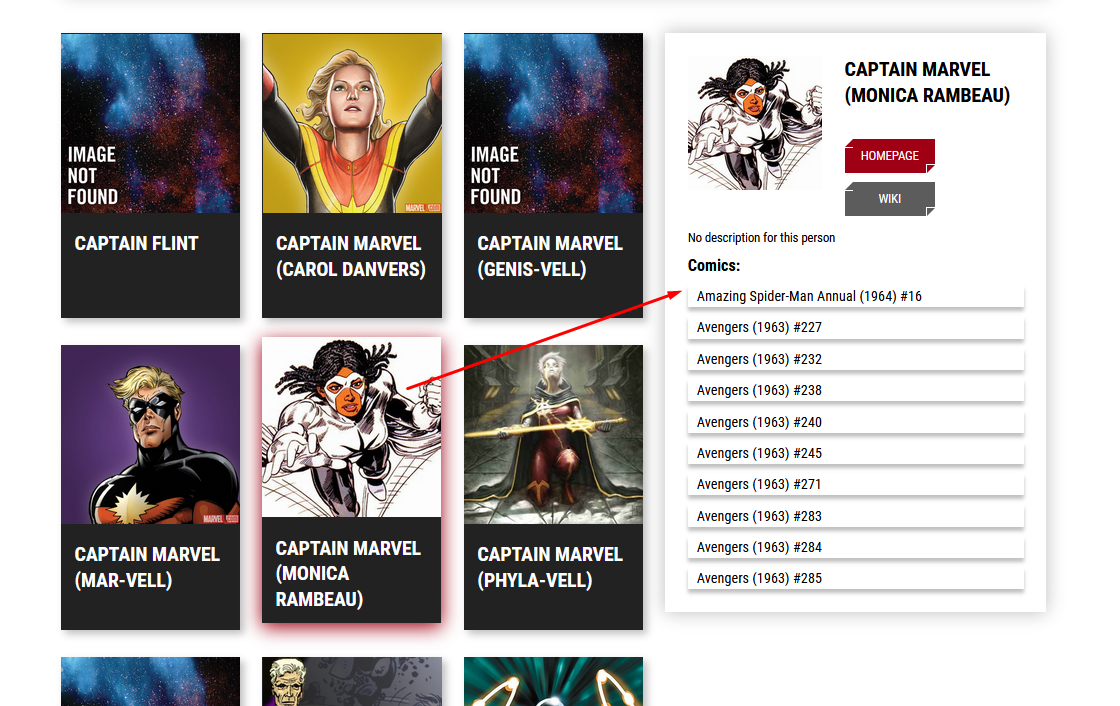 IMAGE
NOT
FOUND
CAPTAIN FLINT
MARVEL
CAPTAIN MARVEL
(CAROL DANVERS)
IMAGE
NOT
FOUND
CAPTAIN MARVEL
(GENIS-VELL)
MARVEL
CAPTAIN MARVEL
(MAR-VELL)
CAPTAIN MARVEL
(MONICA
RAMBEAU)
CAPTAIN MARVEL
(PHYLA-VELL)
CAPTAIN MARVEL
(MONICA RAMBEAU)
HOMEPAGE
WIKI
No description for this person
Comics:
Amazing Spider-Man Annual (1964) #16
Avengers (1963) #227
Avengers (1963) #232
Avengers (1963) #238
Avengers (1963) #240
Avengers (1963) #245
Avengers (1963) #271
Avengers (1963) #283
Avengers (1963) #284
Avengers (1963) #285